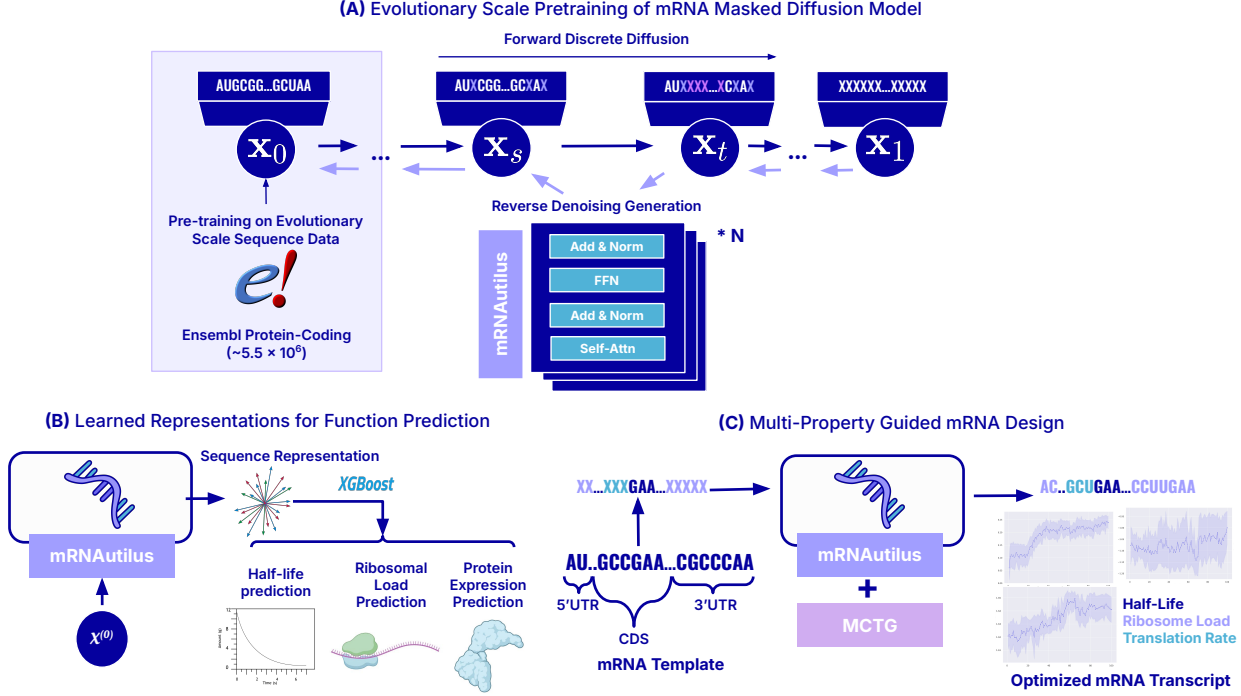 (A) Evolutionary Scale Pretraining of mRNA Masked Diffusion Model
Forward Discrete Diffusion
AUGCGG...GCUAA
AUXCGG...GCXAX
AUXXXX...XCXAX
XXXXXX...XXXXX
x0
...
xs
xt
...
x1
Reverse Denoising Generation
Pre-training on Evolutionary
Scale Sequence Data
e!
Ensembl Protein-Coding
(~5.5 × 10⁶)
mRNAutilus
Add & Norm
FFN
Add & Norm
Self-Attn
* N
(B) Learned Representations for Function Prediction
Sequence Representation
XGBoost
mRNAutilus
x(0)
Half-life
prediction
Ribosomal
Load
Prediction
Protein
Expression
Prediction
Time (s)
(C) Multi-Property Guided mRNA Design
XX...XXXGAA...XXXXX
AU..GCCGAA...CGCCCAA
5'UTR
3'UTR
CDS
mRNA Template
mRNAutilus
+
MCTG
AC..GCUGAA...CCUUGAA
Half-Life
Ribosome Load
Translation Rate
Optimized mRNA Transcript